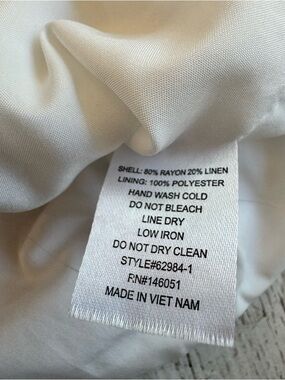 SHELL: 80% RAYON 20% LINEN
LINING: 100% POLYESTER
HAND WASH COLD
DO NOT BLEACH
LINE DRY
LOW IRON
DO NOT DRY CLEAN
STYLE#62984-1
RN#146051
MADE IN VIET NAM